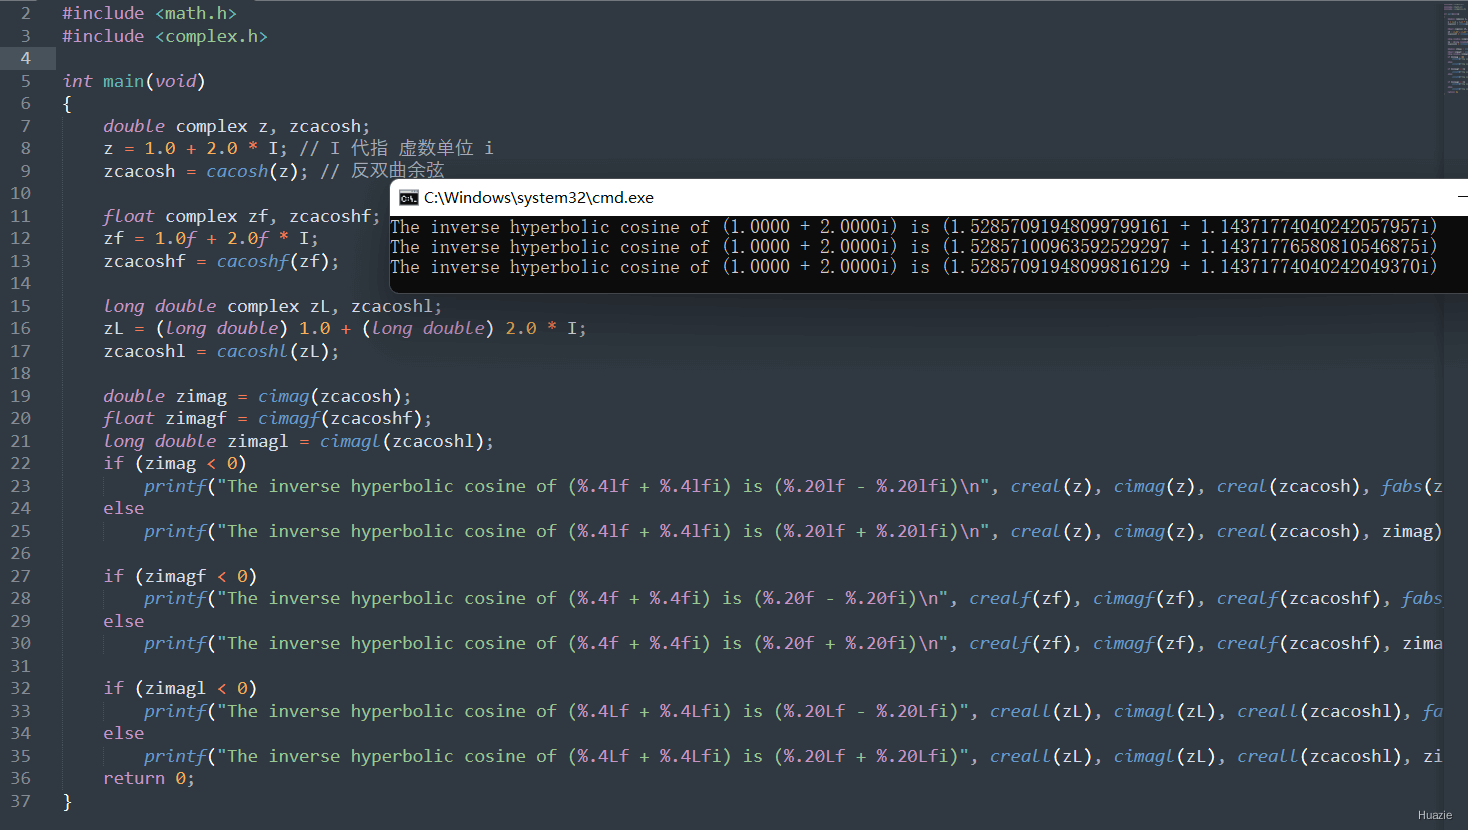 2 #include <math.h>
3 #include <complex.h>
4
5 int main(void)
6 {
7 double complex z, zcacosh;
8 z = 1.0 + 2.0 * I; // I 代指 虚数单位 i
9 zcacosh = cacosh(z); // 反双曲余弦
10
C:\Windows\system32\cmd.exe
11 float complex zf, zcacoshf;
12 zf = 1.0f + 2.0f * I;
13 zcacoshf = cacoshf(zf);
The inverse hyperbolic cosine of (1.0000 + 2.0000i) is (1.52857091948099799161 + 1.14371774040242057957i)
The inverse hyperbolic cosine of (1.0000 + 2.0000i) is (1.52857100963592529297 + 1.14371776580810546875i)
The inverse hyperbolic cosine of (1.0000 + 2.0000i) is (1.52857091948099816129 + 1.14371774040242049370i)
14
15 long double complex zL, zcacoshl;
16 zL = (long double) 1.0 + (long double) 2.0 * I;
17 zcacoshl = cacoshl(zL);
18
19 double zimag = cimag(zcacosh);
20 float zimagf = cimagf(zcacoshf);
21 long double zimagl = cimagl(zcacoshl);
22 if (zimag < 0)
23 printf("The inverse hyperbolic cosine of (%.4lf + %.4lfi) is (%.20lf - %.20lfi)\n", creal(z), cimag(z), creal(zcacosh), fabs(z
24 else
25 printf("The inverse hyperbolic cosine of (%.4lf + %.4lfi) is (%.20lf + %.20lfi)\n", creal(z), cimag(z), creal(zcacosh), zimag)
26
27 if (zimagf < 0)
28 printf("The inverse hyperbolic cosine of (%.4f + %.4fi) is (%.20f - %.20fi)\n", crealf(zf), cimagf(zf), crealf(zcacoshf), fabs
29 else
30 printf("The inverse hyperbolic cosine of (%.4f + %.4fi) is (%.20f + %.20fi)\n", crealf(zf), cimagf(zf), crealf(zcacoshf), zima
31
32 if (zimagl < 0)
33 printf("The inverse hyperbolic cosine of (%.4Lf + %.4Lfi) is (%.20Lf - %.20Lfi)", creall(zL), cimagl(zL), creall(zcacoshl), fa
34 else
35 printf("The inverse hyperbolic cosine of (%.4Lf + %.4Lfi) is (%.20Lf + %.20Lfi)", creall(zL), cimagl(zL), creall(zcacoshl), zi
36 return 0;
37 }
Huazie